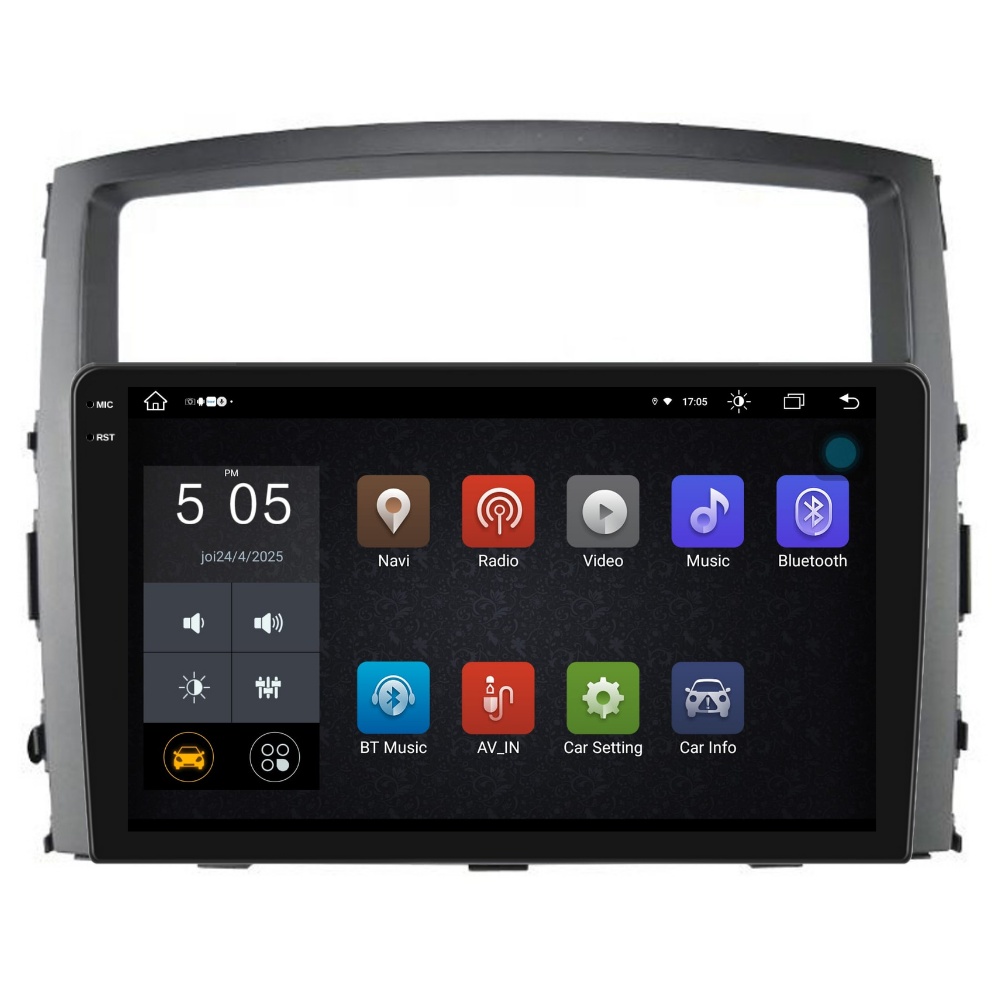 MIC
RST
17:05
PM
5 05
joi24/4/2025
Navi
Radio
Video
Music
Bluetooth
BT Music
AV_IN
Car Setting
Car Info